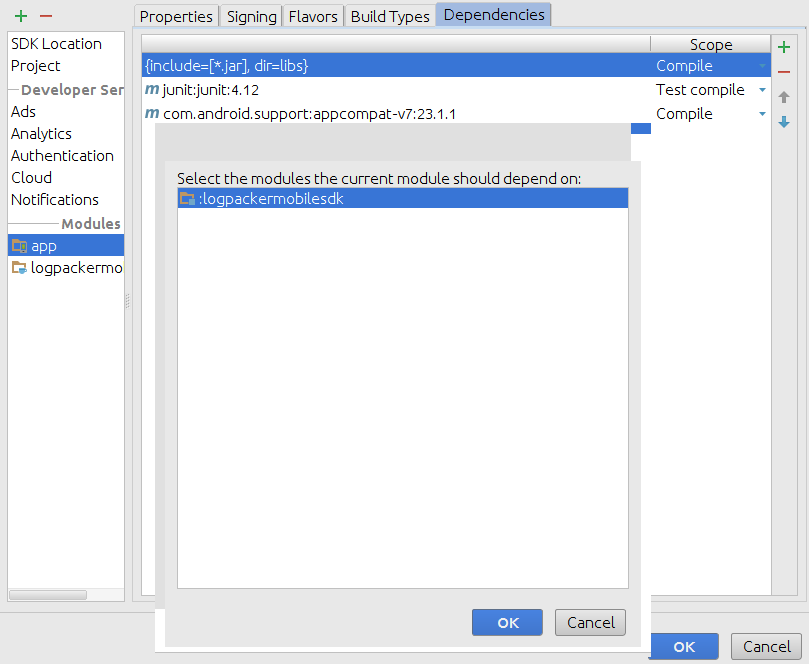 Properties Signing Flavors Build Types Dependencies
SDK Location
Project
Developer Ser
Ads
Analytics
Authentication
Cloud
Notifications
Modules
app
logpackermo
Scope
{include=[*.jar], dir=libs} Compile
m junit:junit:4.12 Test compile
m com.android.support:appcompat-v7:23.1.1 Compile
Select the modules the current module should depend on:
:logpackermobilesdk
OK Cancel
OK Cancel